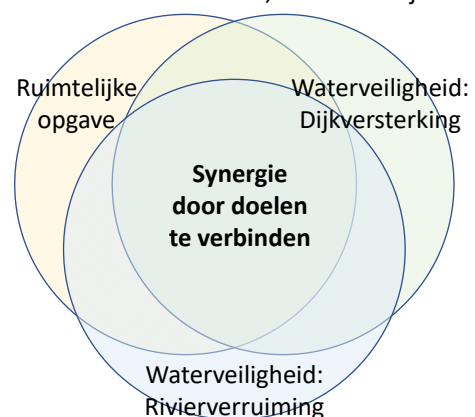 Ruimtelijke
opgave
Waterveiligheid:
Dijkversterking
Synergie
door doelen
te verbinden
Waterveiligheid:
Rivierverruiming